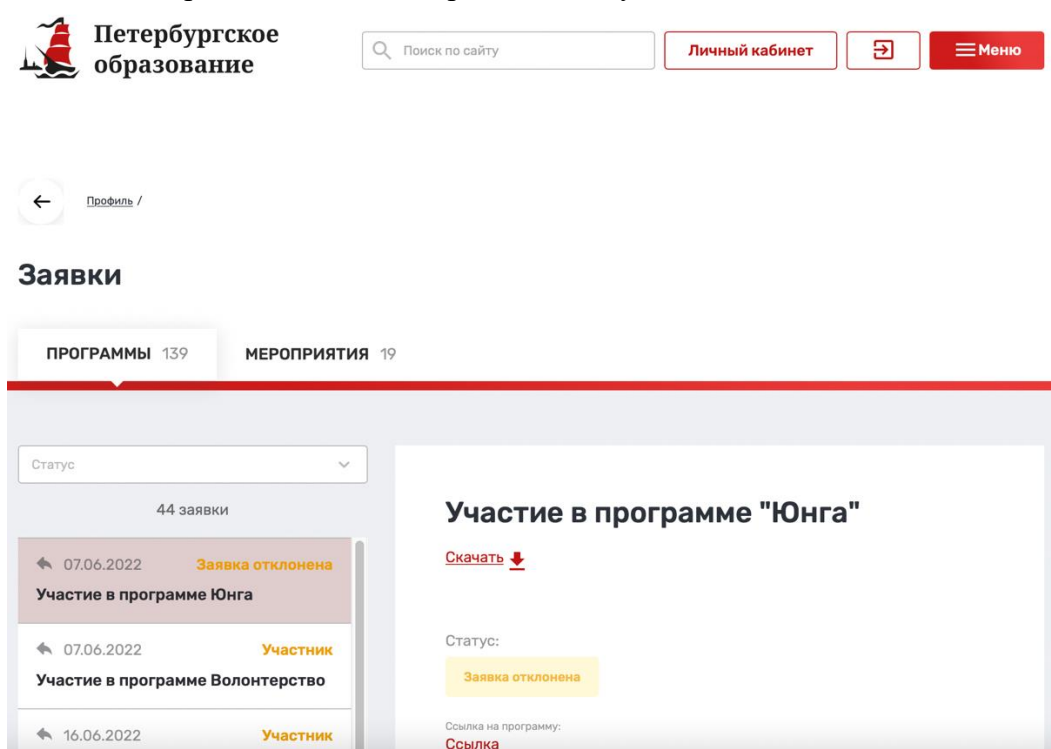 Петербургское
образование
Поиск по сайту
Личный кабинет
Меню
Профиль /
Заявки
ПРОГРАММЫ 139
МЕРОПРИЯТИЯ 19
Статус
44 заявки
07.06.2022 Заявка отклонена
Участие в программе Юнга
07.06.2022 Участник
Участие в программе Волонтерство
16.06.2022 Участник
Участие в программе "Юнга"
Скачать
Статус:
Заявка отклонена
Ссылка на программу:
Ссылка